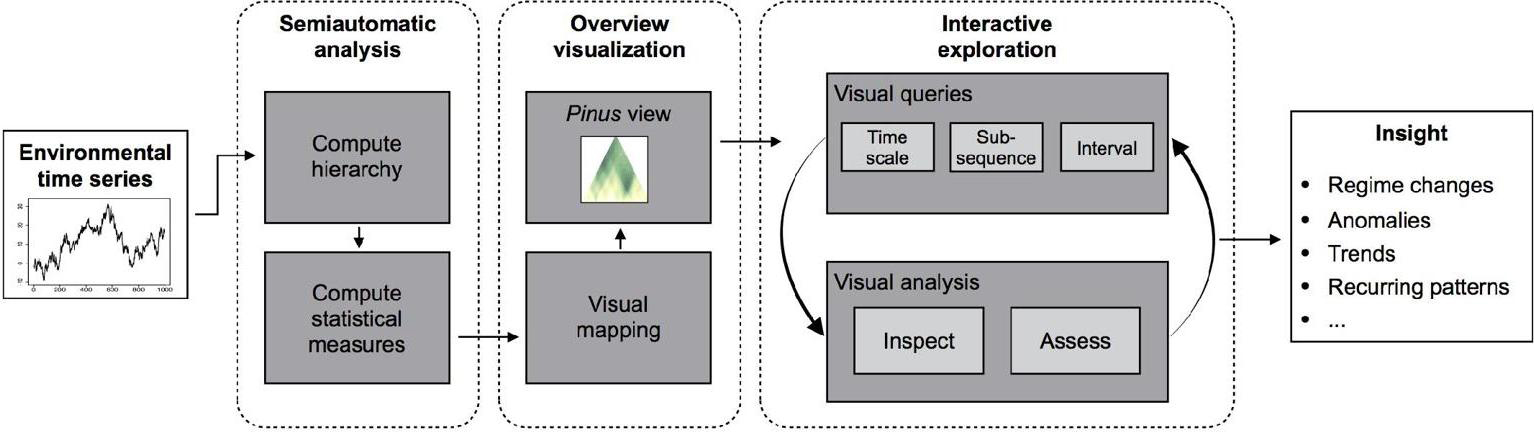 Environmental
time series
0
200
400
600
800
1000
Semiautomatic
analysis
Compute
hierarchy
Compute
statistical
measures
Overview
visualization
Pinus view
Visual
mapping
Interactive
exploration
Visual queries
Time
scale
Sub-
sequence
Interval
Visual analysis
Inspect
Assess
Insight
• Regime changes
• Anomalies
• Trends
• Recurring patterns
• ...